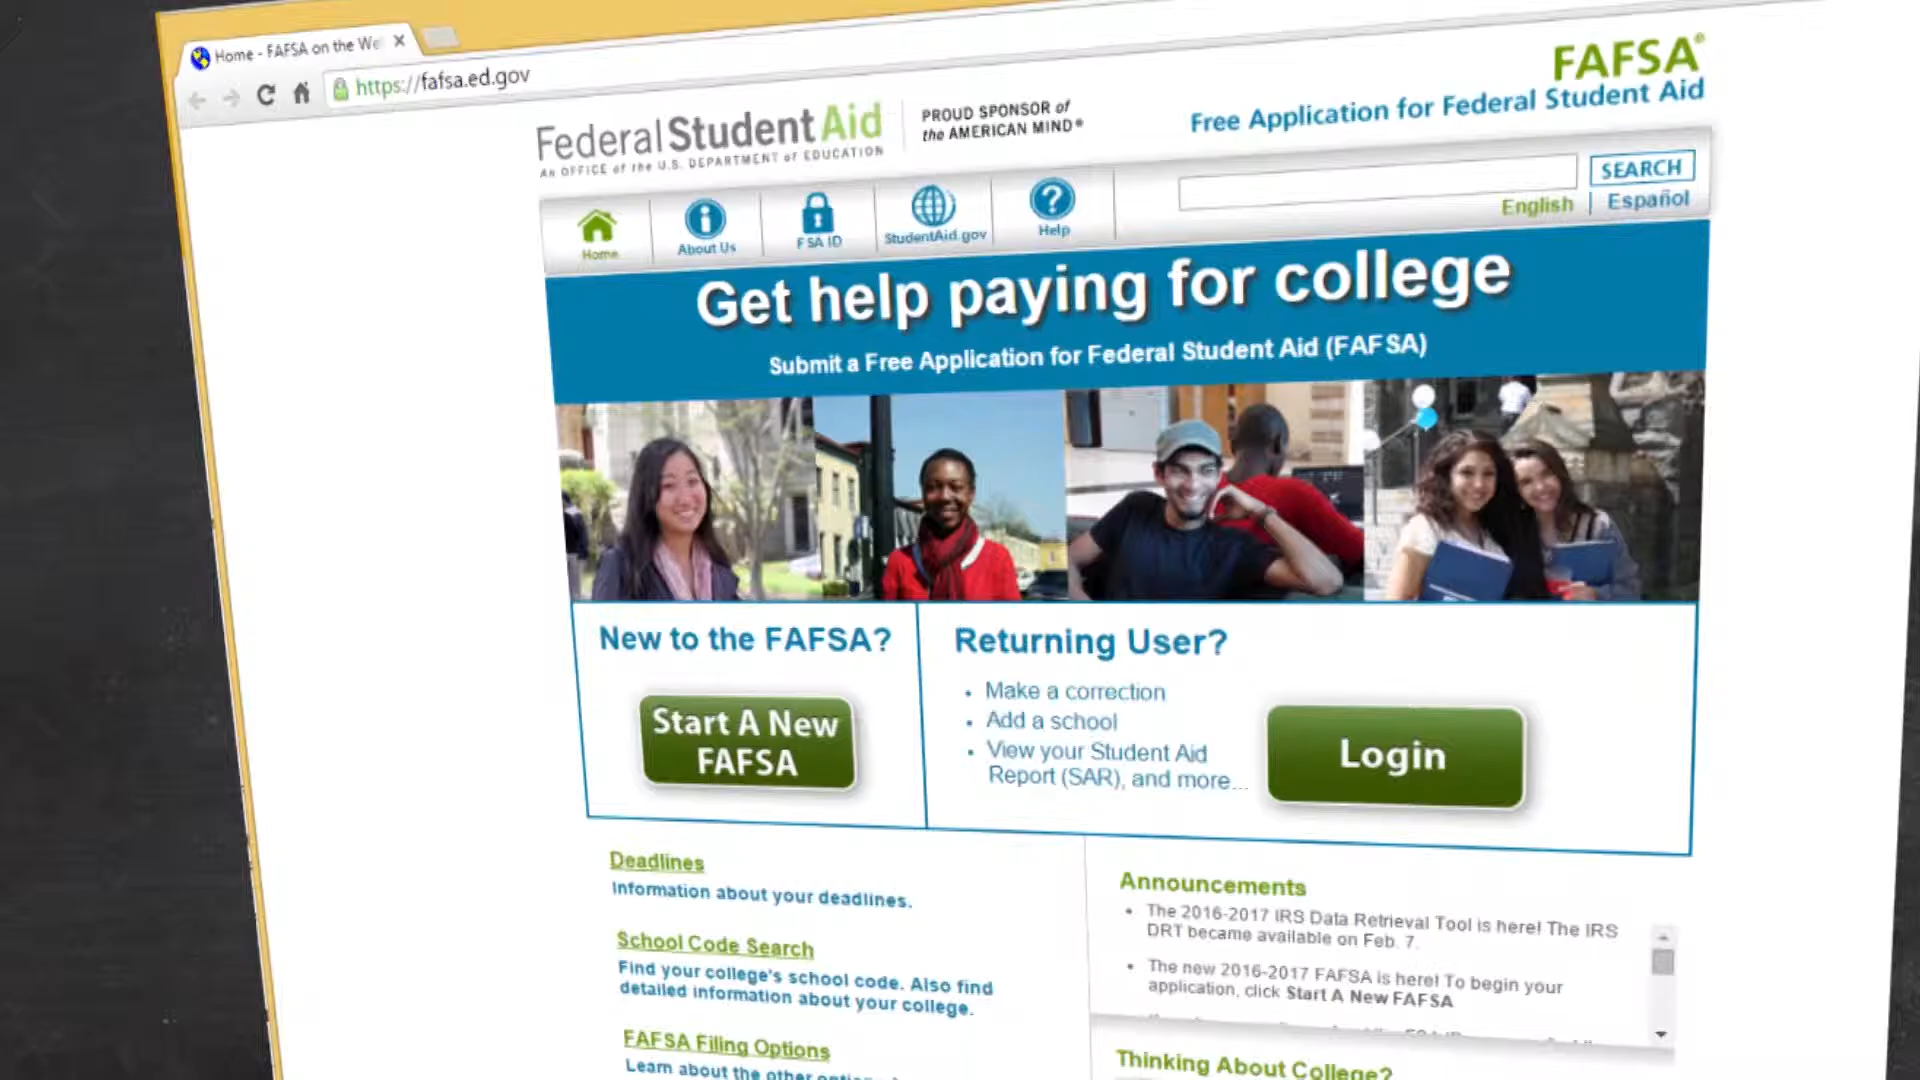 Home - FAFSA on the We
https://fafsa.ed.gov
FAFSA®
Federal Student Aid
PROUD SPONSOR of
the AMERICAN MIND®
Free Application for Federal Student Aid
An OFFICE of the U.S. DEPARTMENT of EDUCATION
SEARCH
English | Español
Home
About Us
FSA ID
StudentAid.gov
Help
Get help paying for college
Submit a Free Application for Federal Student Aid (FAFSA)
New to the FAFSA?
Start A New
FAFSA
Returning User?
• Make a correction
• Add a school
• View your Student Aid
Report (SAR), and more...
Login
Deadlines
Information about your deadlines.
School Code Search
Find your college's school code. Also find
detailed information about your college.
FAFSA Filing Options
Learn about the other
Announcements
• The 2016-2017 IRS Data Retrieval Tool is here! The IRS
DRT became available on Feb. 7.
• The new 2016-2017 FAFSA is here! To begin your
application, click Start A New FAFSA
Thinking About College?